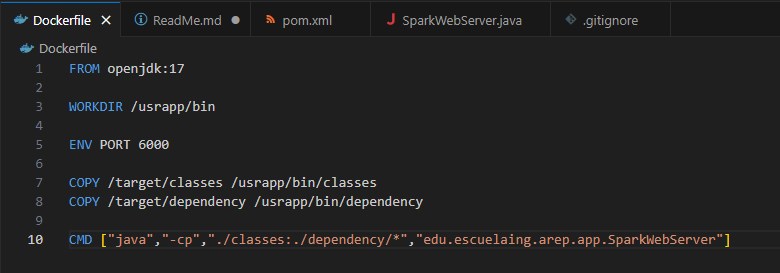 Dockerfile ReadMe.md pom.xml SparkWebServer.java .gitignore
Dockerfile
1 FROM openjdk:17
2
3 WORKDIR /usrapp/bin
4
5 ENV PORT 6000
6
7 COPY /target/classes /usrapp/bin/classes
8 COPY /target/dependency /usrapp/bin/dependency
9
10 CMD ["java","-cp","./classes:./dependency/*","edu.escuelaing.arep.app.SparkWebServer"]